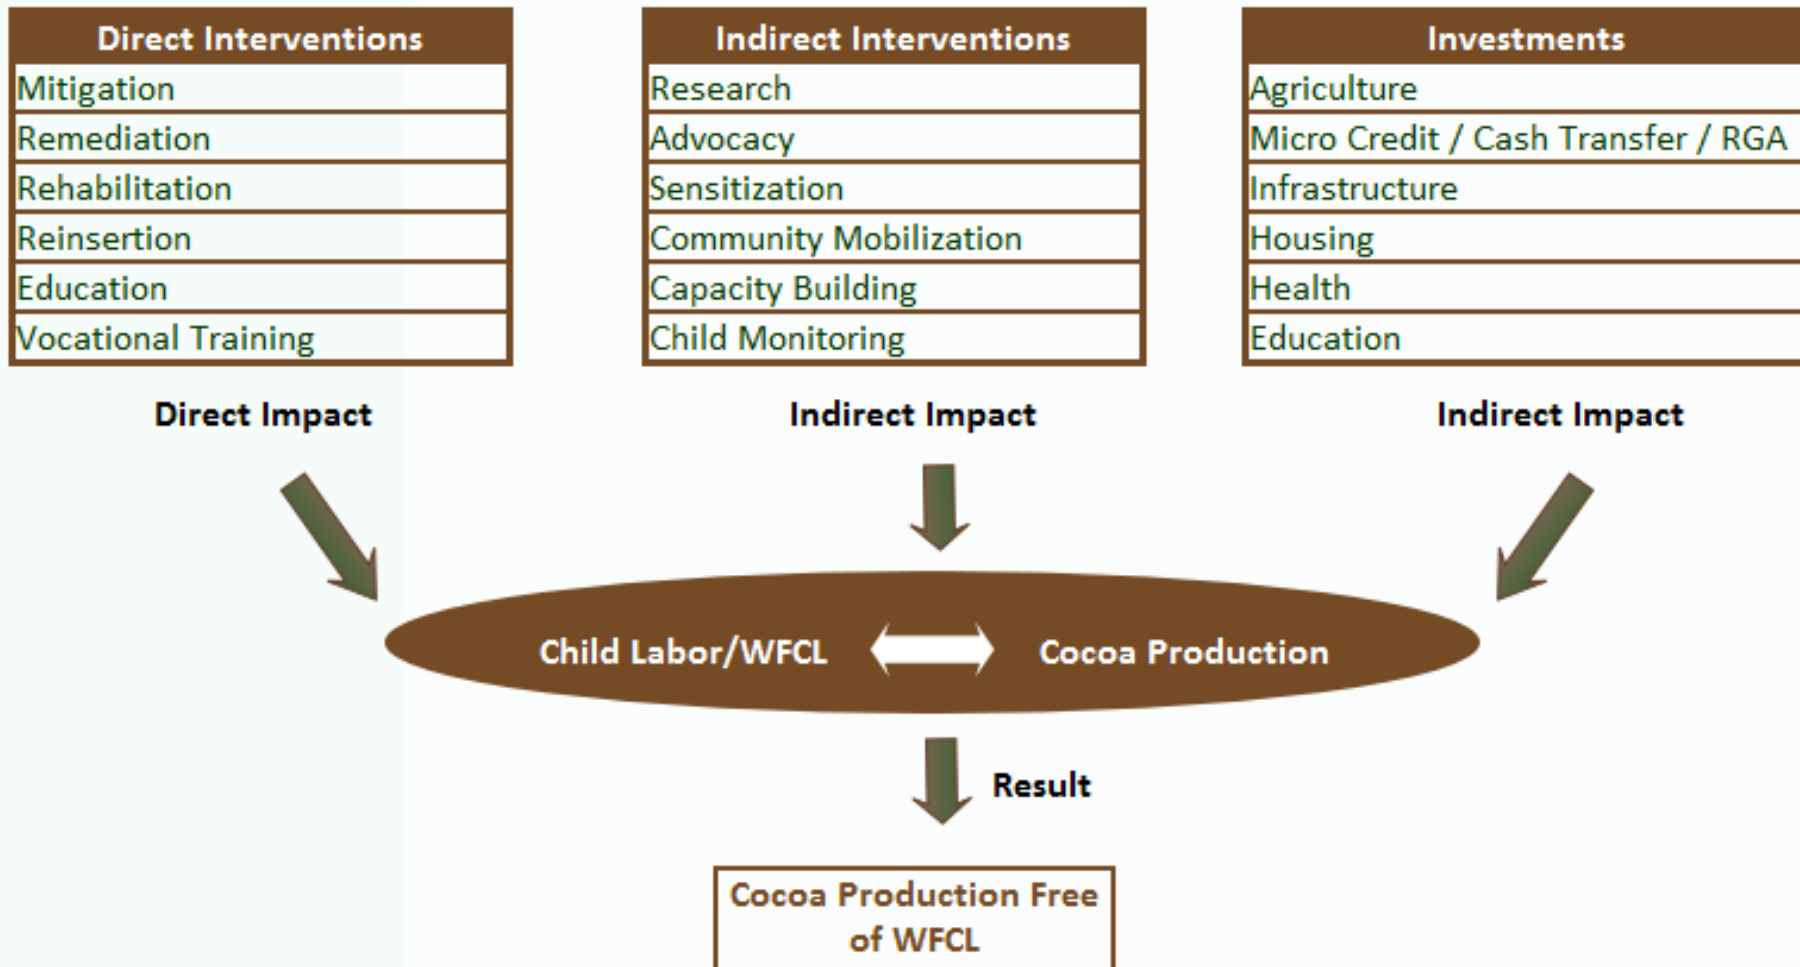 Direct Interventions
Mitigation
Remediation
Rehabilitation
Reinsertion
Education
Vocational Training
Direct Impact
Indirect Interventions
Research
Advocacy
Sensitization
Community Mobilization
Capacity Building
Child Monitoring
Indirect Impact
Investments
Agriculture
Micro Credit / Cash Transfer / RGA
Infrastructure
Housing
Health
Education
Indirect Impact
Child Labor/WFCL
Cocoa Production
Result
Cocoa Production Free
of WFCL